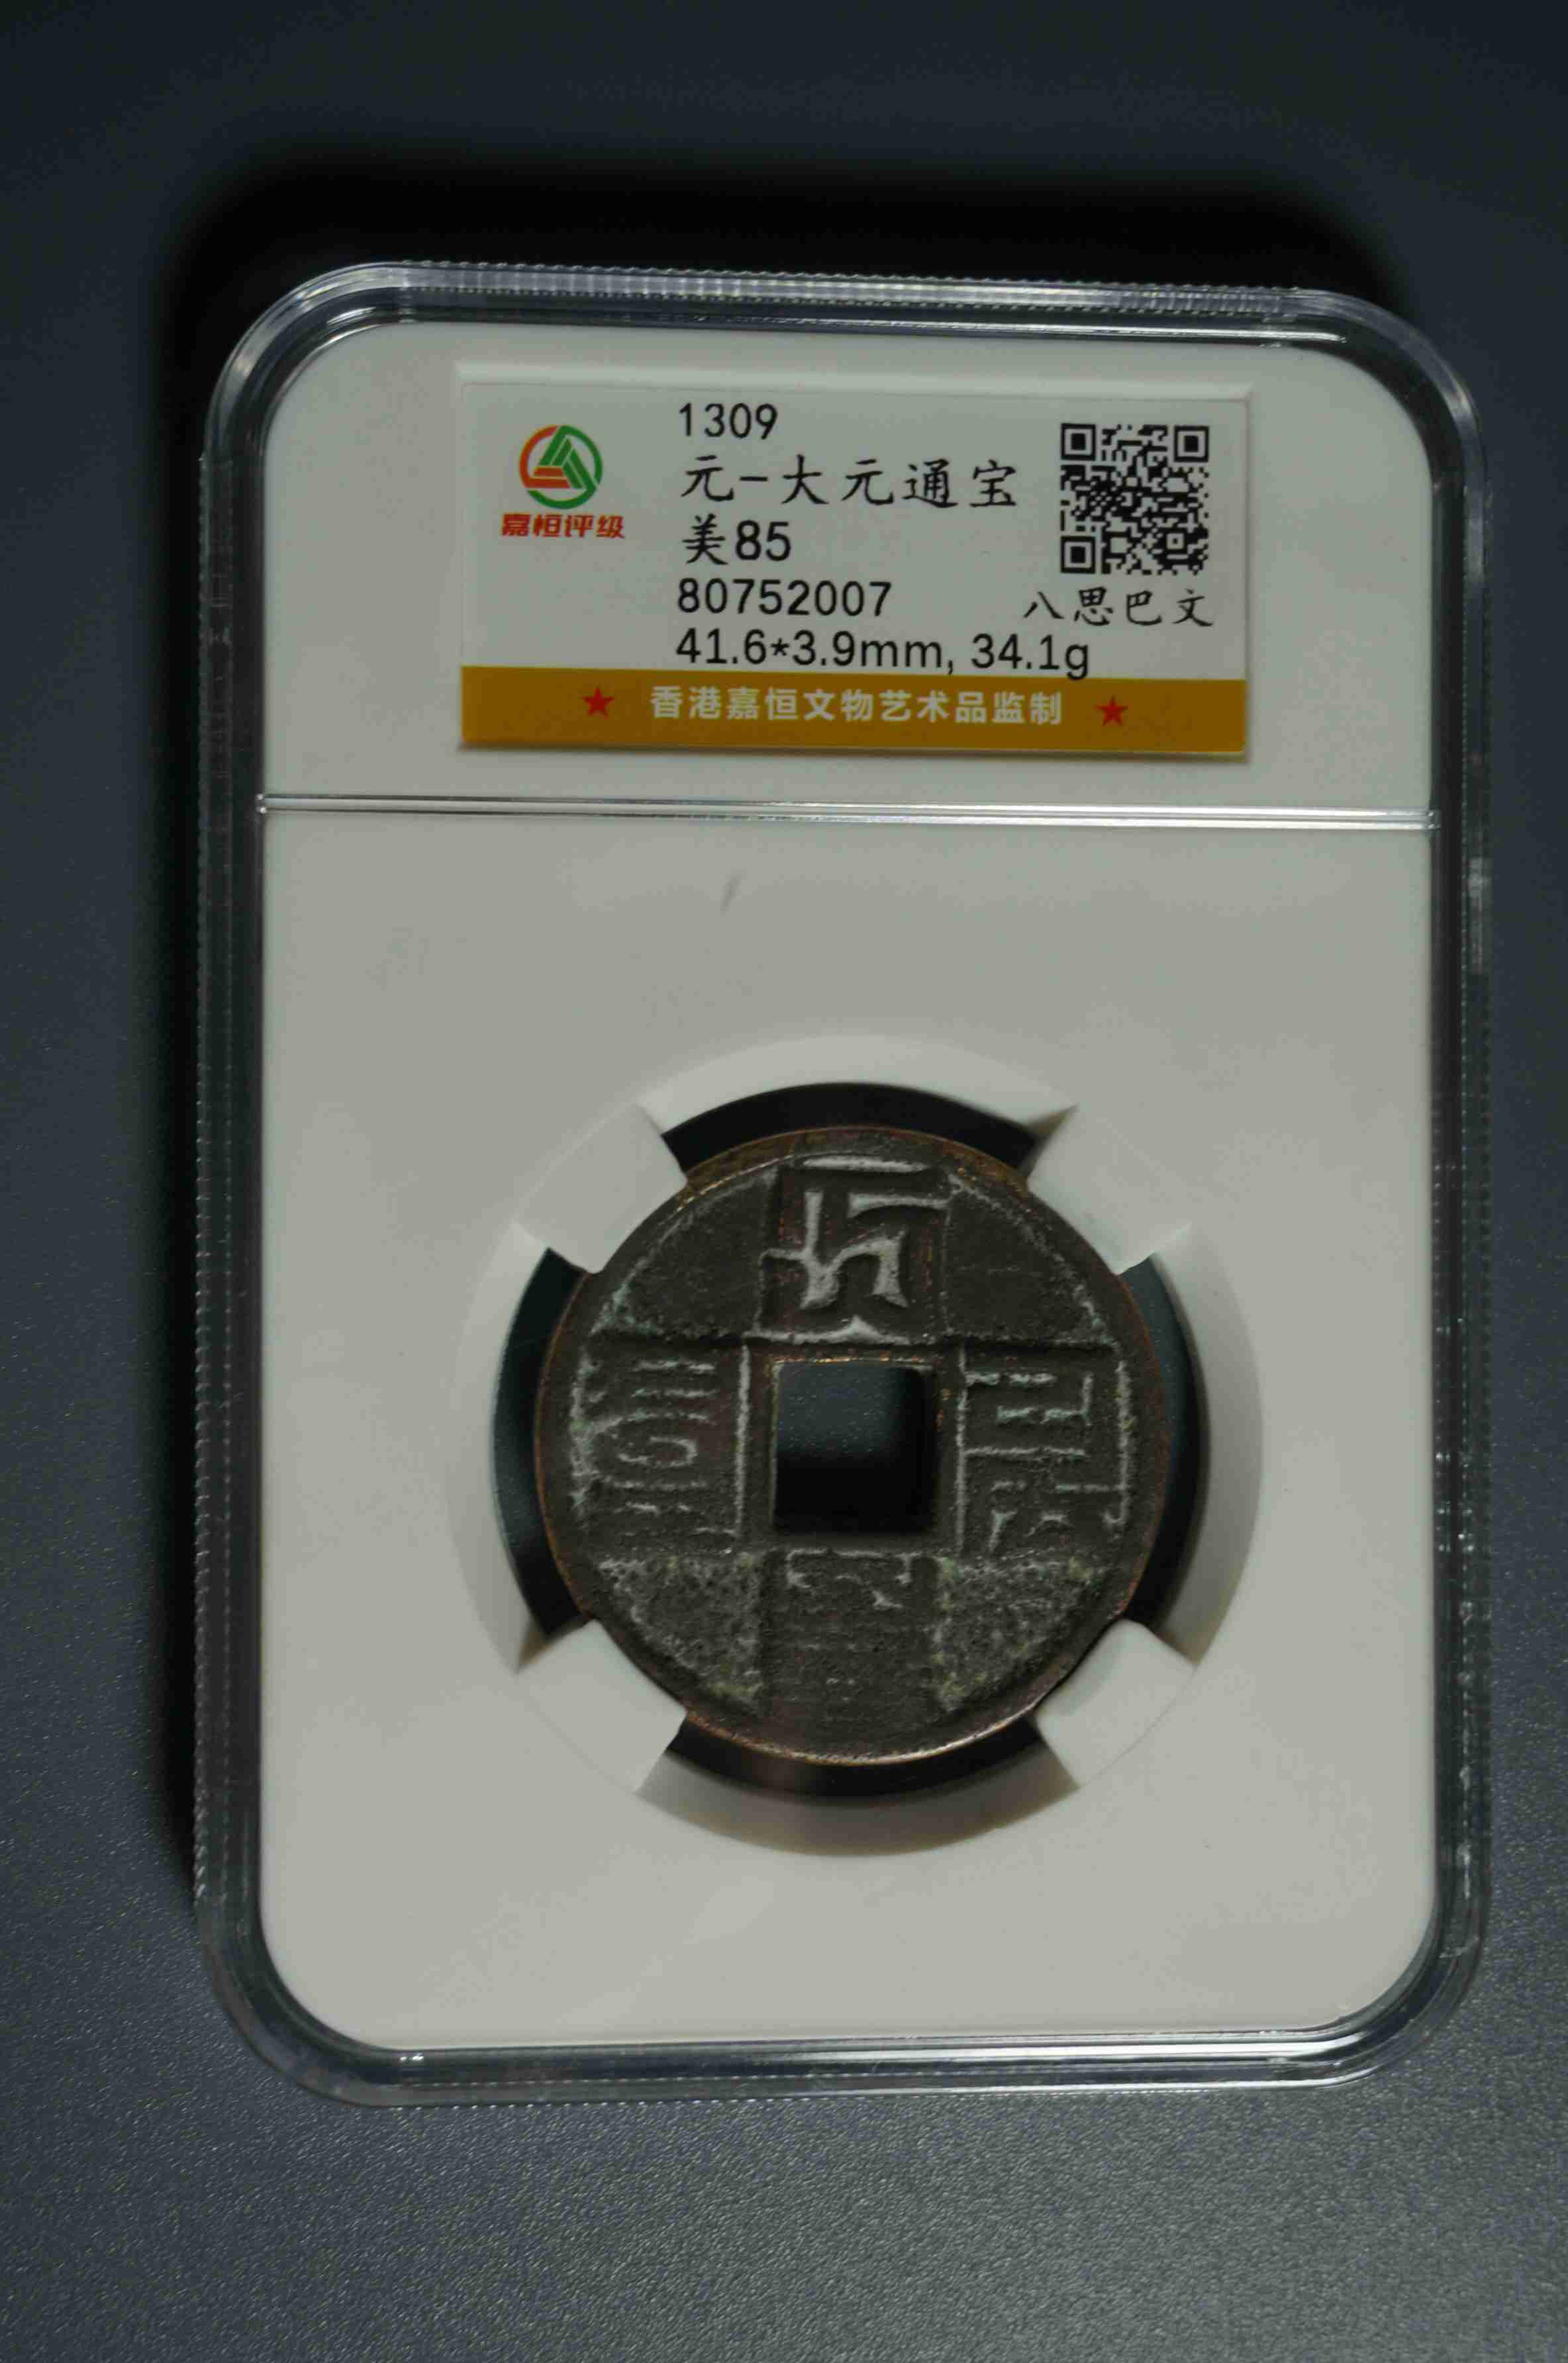 1309
元-大元通宝
美85
80752007
八思巴文
41.6*3.9mm, 34.1g
嘉恒评级
★ 香港嘉恒文物艺术品监制 ★